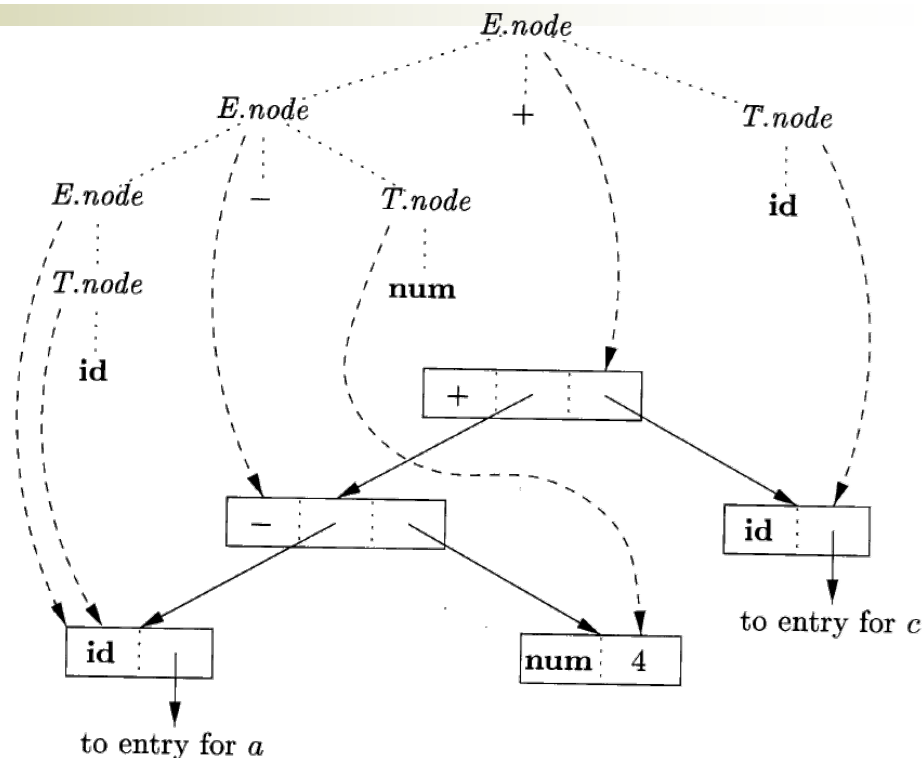 E.node
E.node + T.node
E.node − T.node id
T.node num
id
+
− id
to entry for c
id num 4
to entry for a